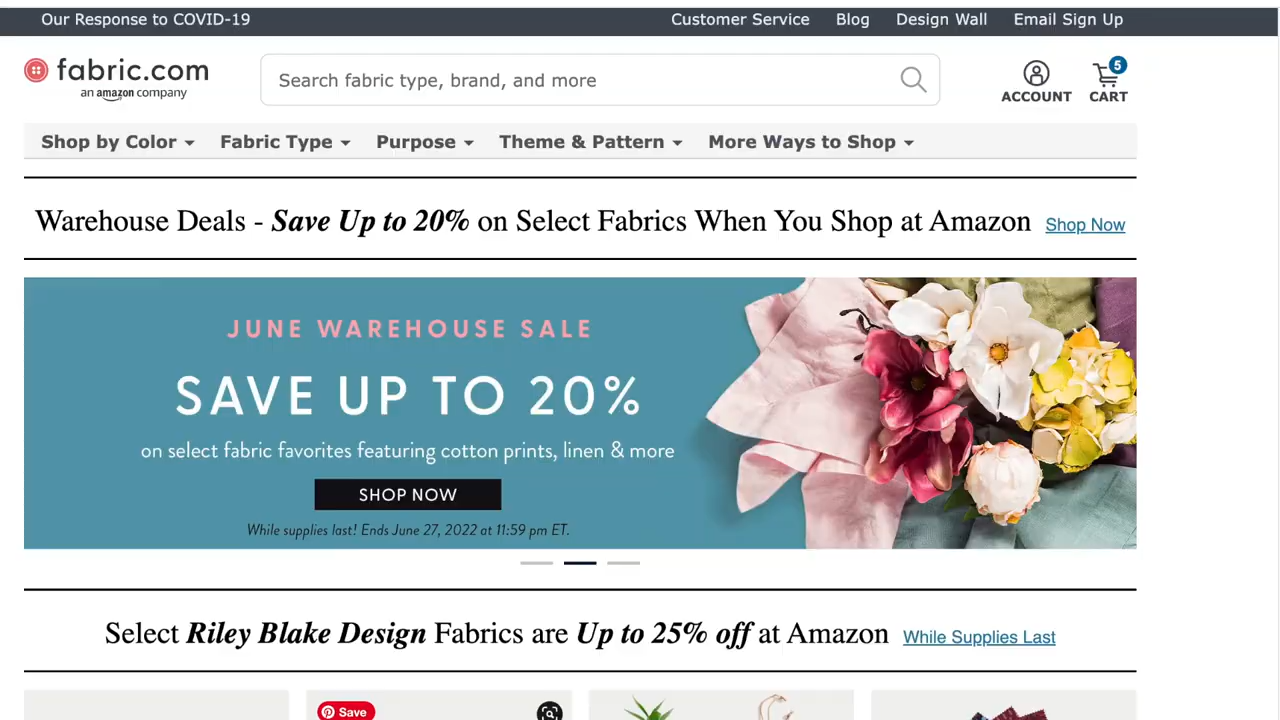 Our Response to COVID-19 Customer Service Blog Design Wall Email Sign Up
fabric.com
an amazon company
Search fabric type, brand, and more
5
ACCOUNT CART
Shop by Color Fabric Type Purpose Theme & Pattern More Ways to Shop
Warehouse Deals - Save Up to 20% on Select Fabrics When You Shop at Amazon Shop Now
JUNE WAREHOUSE SALE
SAVE UP TO 20%
on select fabric favorites featuring cotton prints, linen & more
SHOP NOW
While supplies last! Ends June 27, 2022 at 11:59 pm ET.
Select Riley Blake Design Fabrics are Up to 25% off at Amazon While Supplies Last
Save